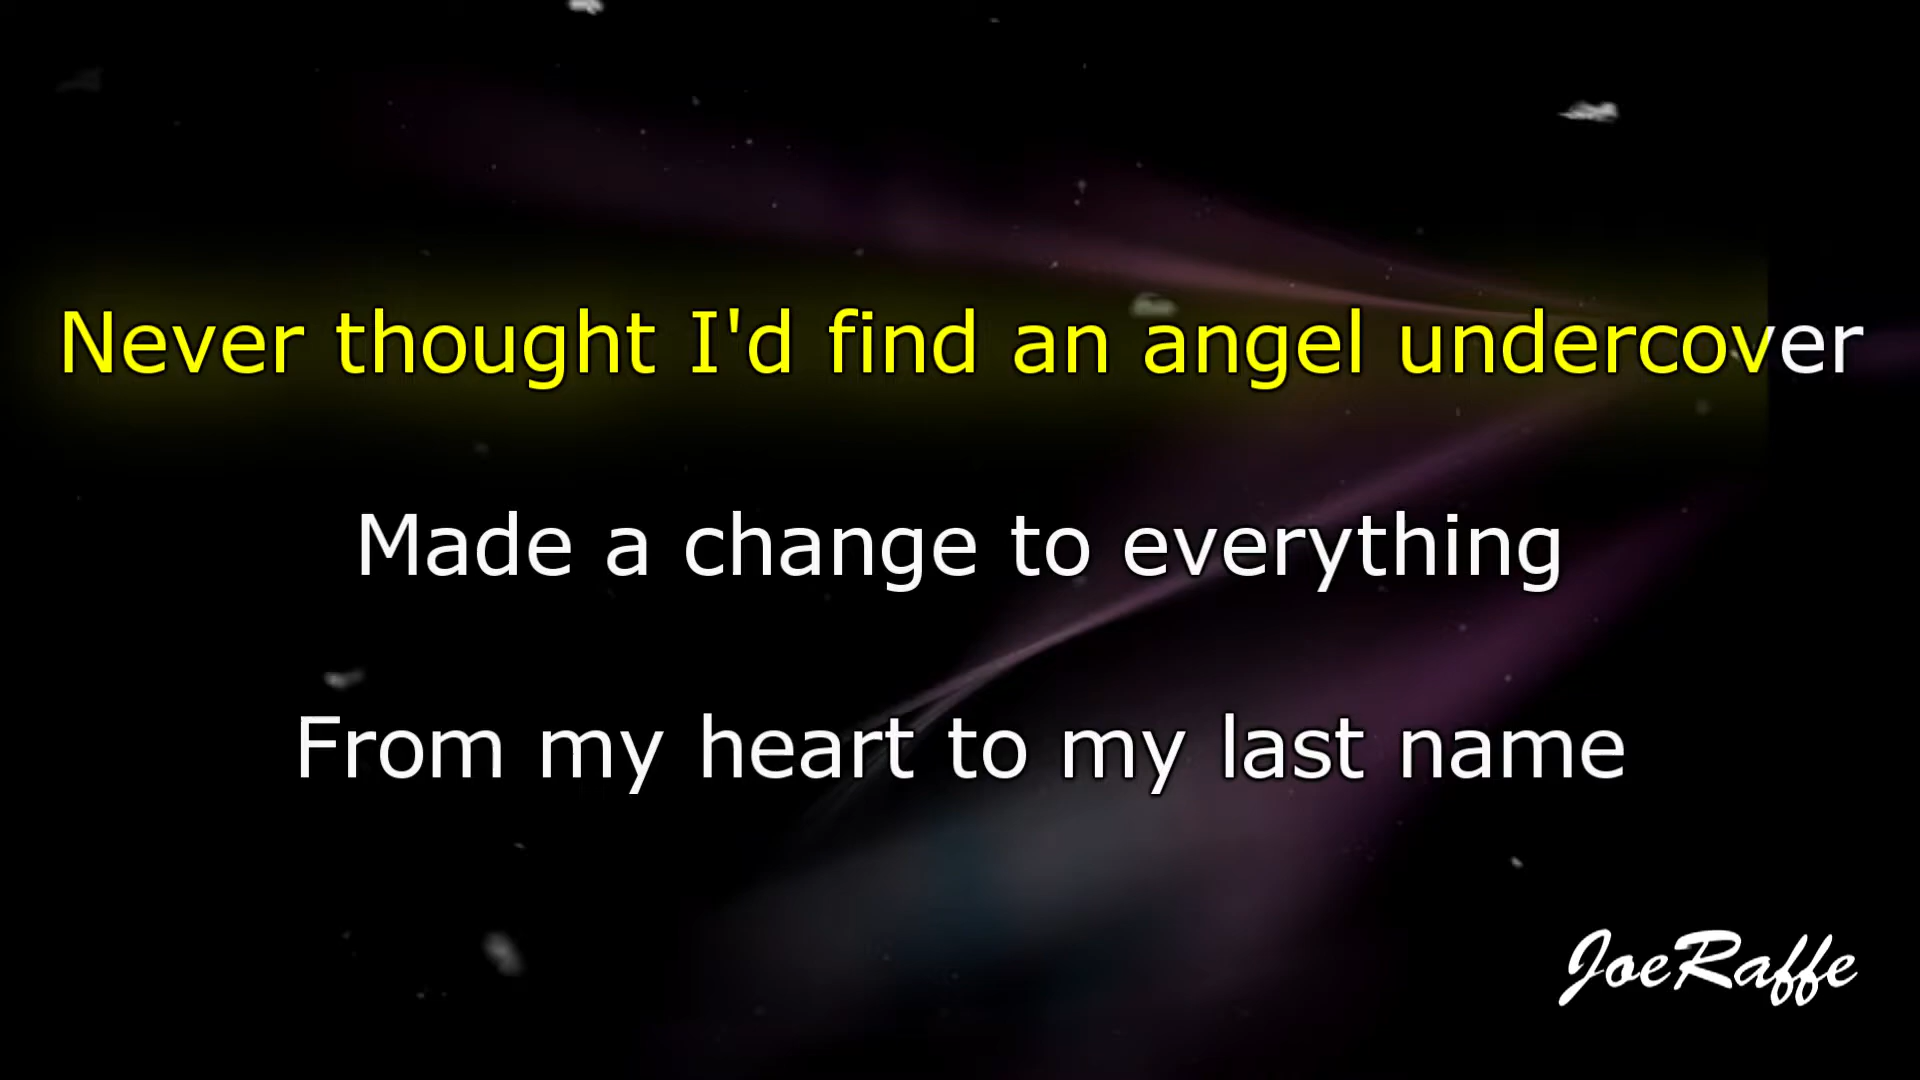 Never thought I'd find an angel undercover
Made a change to everything
From my heart to my last name
JoeRaffe